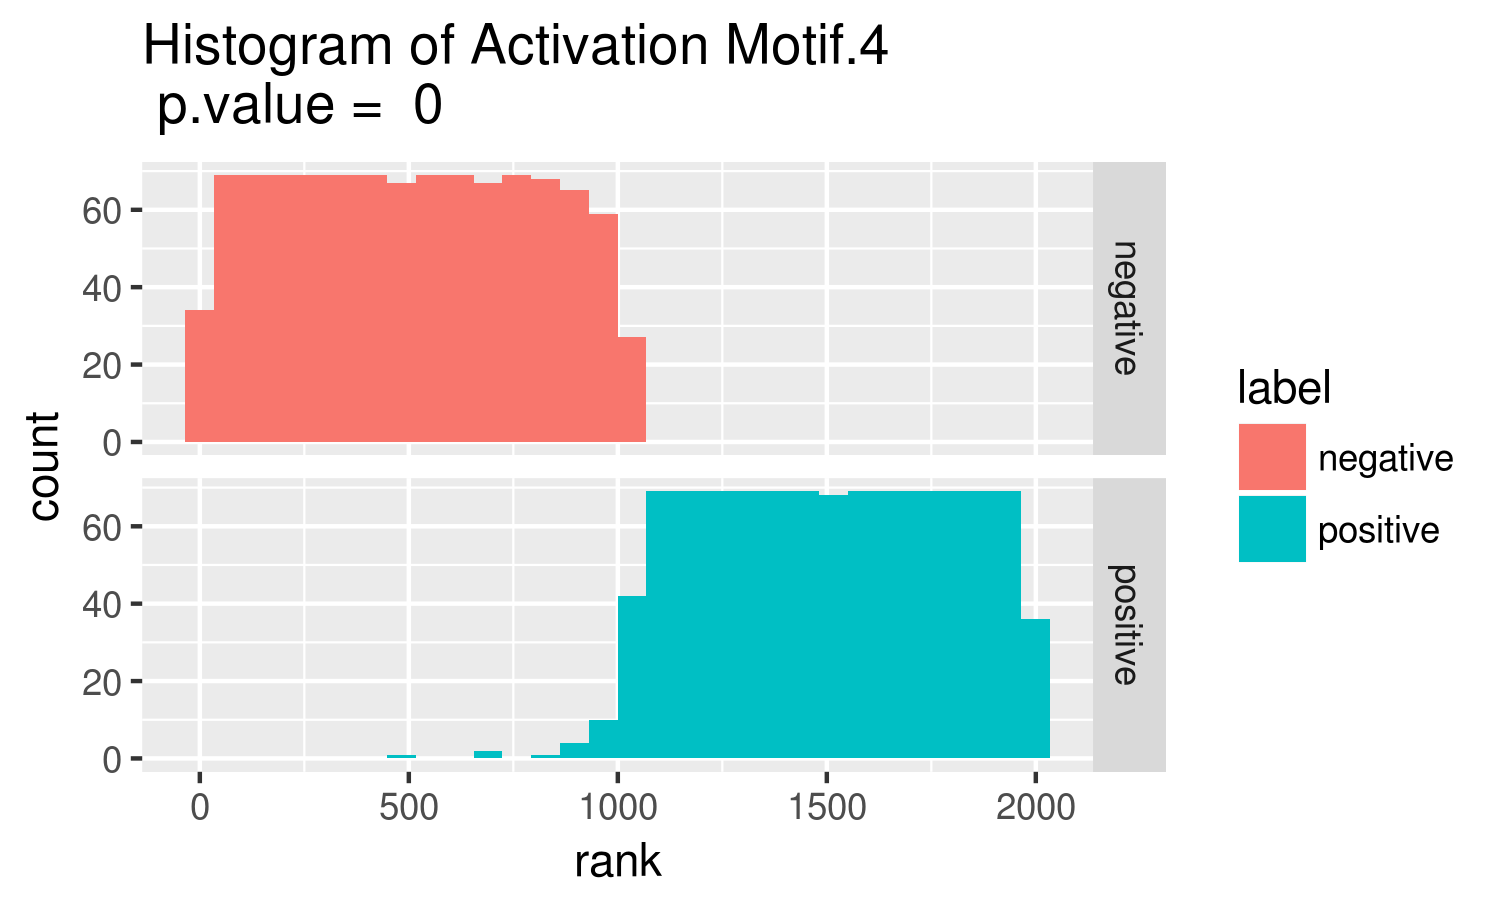 Histogram of Activation Motif.4
p.value =  0
60
40
20
0
negative
count
60
40
20
0
positive
0 500 1000 1500 2000
rank
label
negative
positive